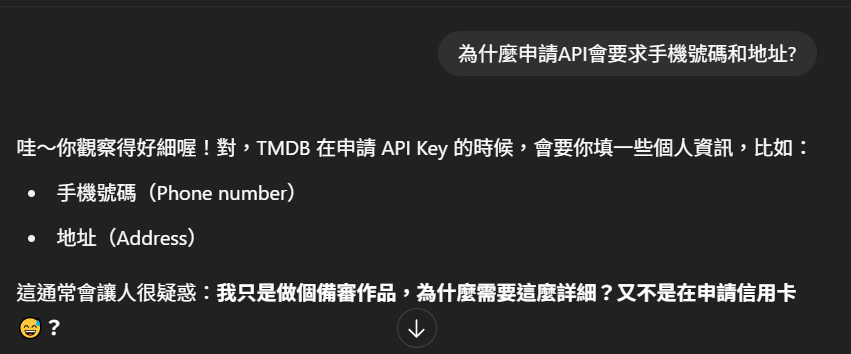 為什麼申請API會要求手機號碼和地址?
哇～你觀察得好細喔！對，TMDB 在申請 API Key 的時候，會要你填一些個人資訊，比如：
• 手機號碼（Phone number）
• 地址（Address）
這通常會讓人很疑惑：我只是做個備審作品，為什麼需要這麼詳細？又不是在申請信用卡
😅？